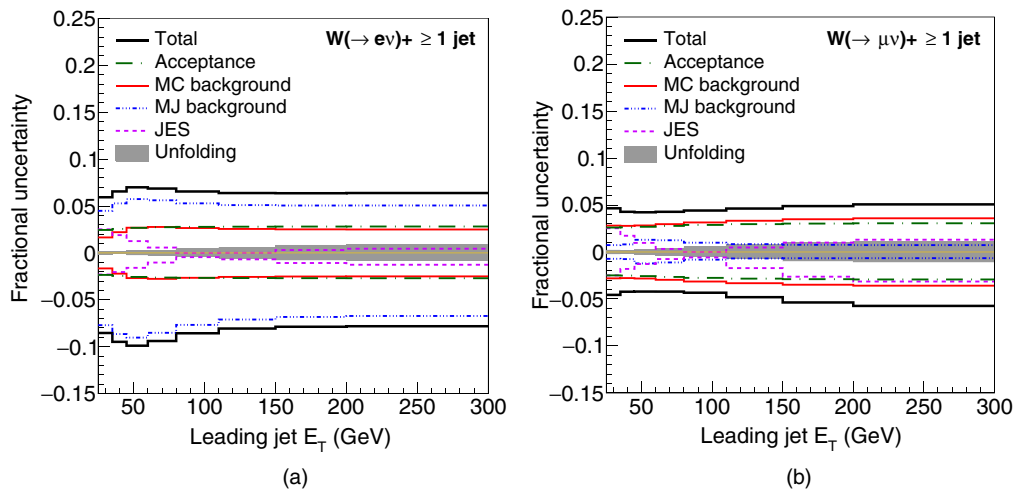 0.25
0.2
0.15
0.1
0.05
0
−0.05
−0.1
−0.15
Fractional uncertainty
W(→ eν)+ ≥ 1 jet
Total
Acceptance
MC background
MJ background
JES
Unfolding
50 100 150 200 250 300
Leading jet E_T (GeV)
(a)
0.25
0.2
0.15
0.1
0.05
0
−0.05
−0.1
−0.15
Fractional uncertainty
W(→ μν)+ ≥ 1 jet
Total
Acceptance
MC background
MJ background
JES
Unfolding
50 100 150 200 250 300
Leading jet E_T (GeV)
(b)